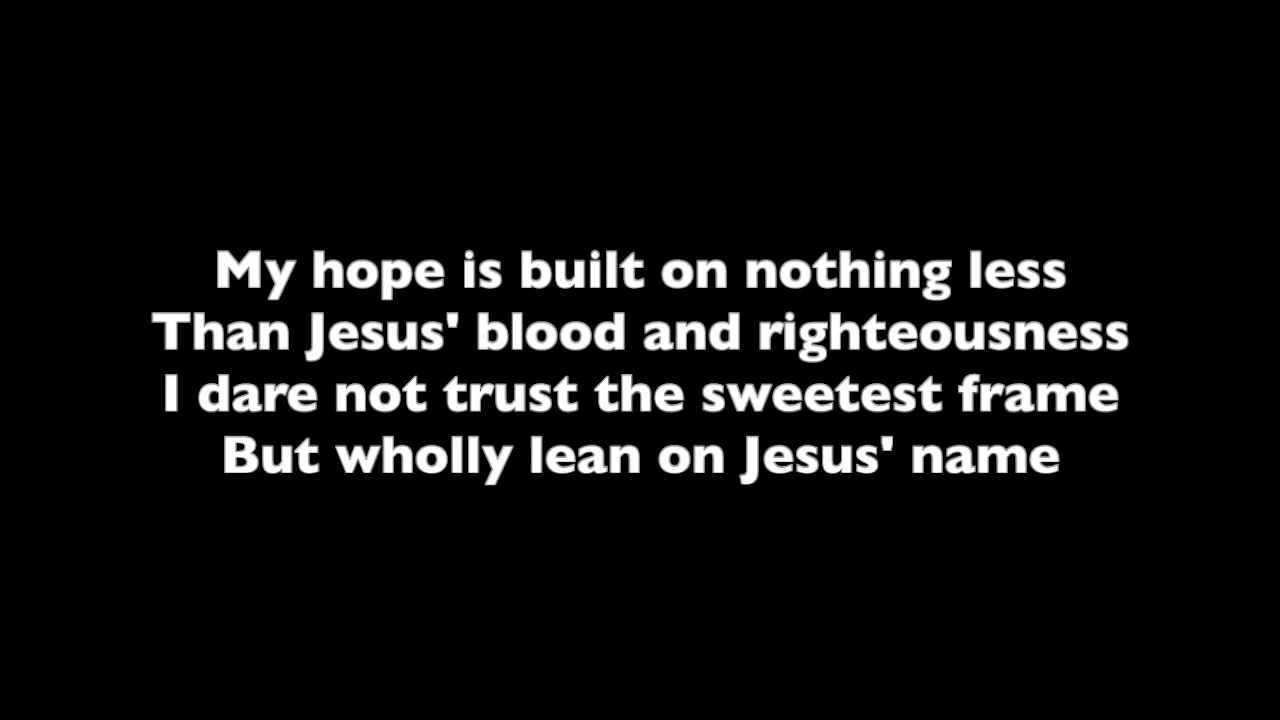 My hope is built on nothing less
Than Jesus' blood and righteousness
I dare not trust the sweetest frame
But wholly lean on Jesus' name